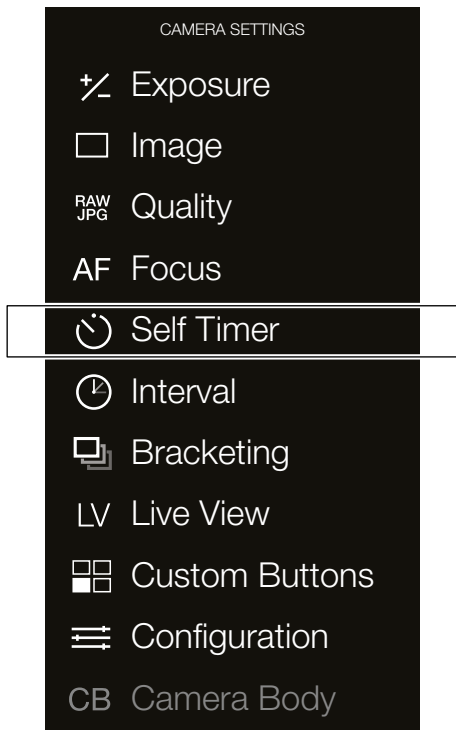 CAMERA SETTINGS
Exposure
Image
RAW
JPG Quality
AF Focus
Self Timer
Interval
Bracketing
LV Live View
Custom Buttons
Configuration
CB Camera Body